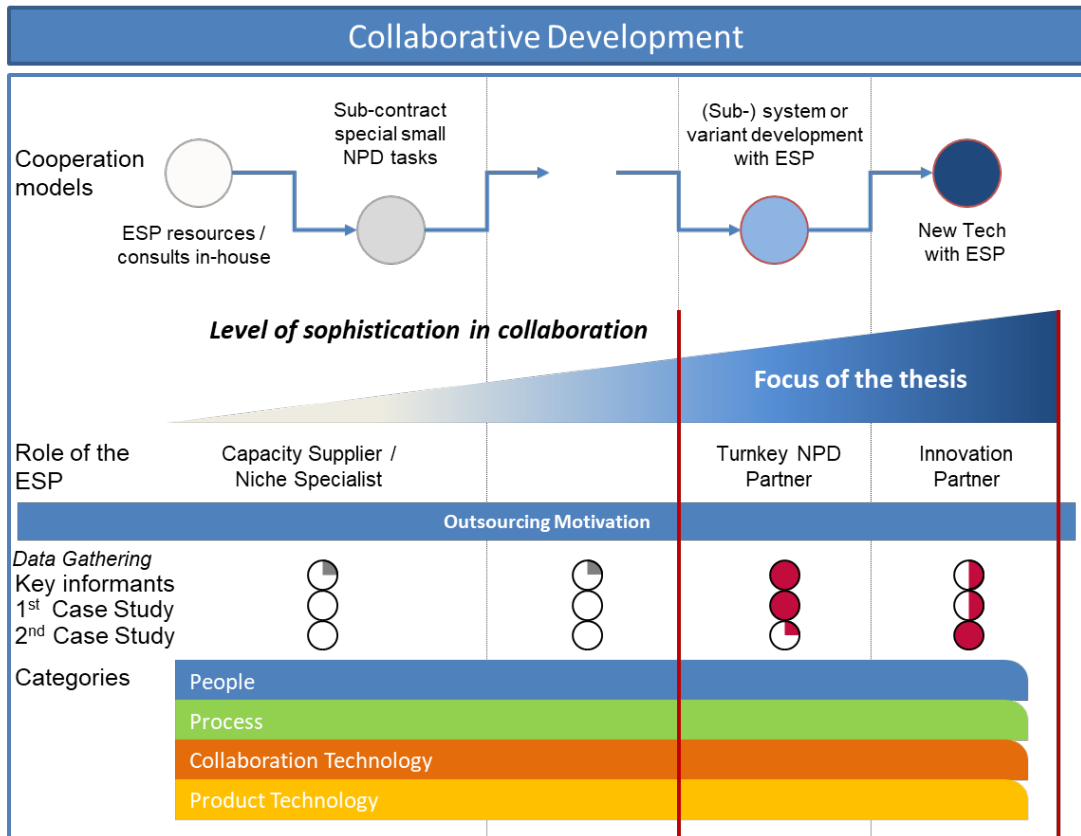 Collaborative Development
Cooperation
models
ESP resources /
consults in-house
Sub-contract
special small
NPD tasks
(Sub-) system or
variant development
with ESP
New Tech
with ESP
Level of sophistication in collaboration
Focus of the thesis
Role of the
ESP
Capacity Supplier /
Niche Specialist
Turnkey NPD
Partner
Innovation
Partner
Outsourcing Motivation
Data Gathering
Key informants
1st Case Study
2nd Case Study
Categories
People
Process
Collaboration Technology
Product Technology